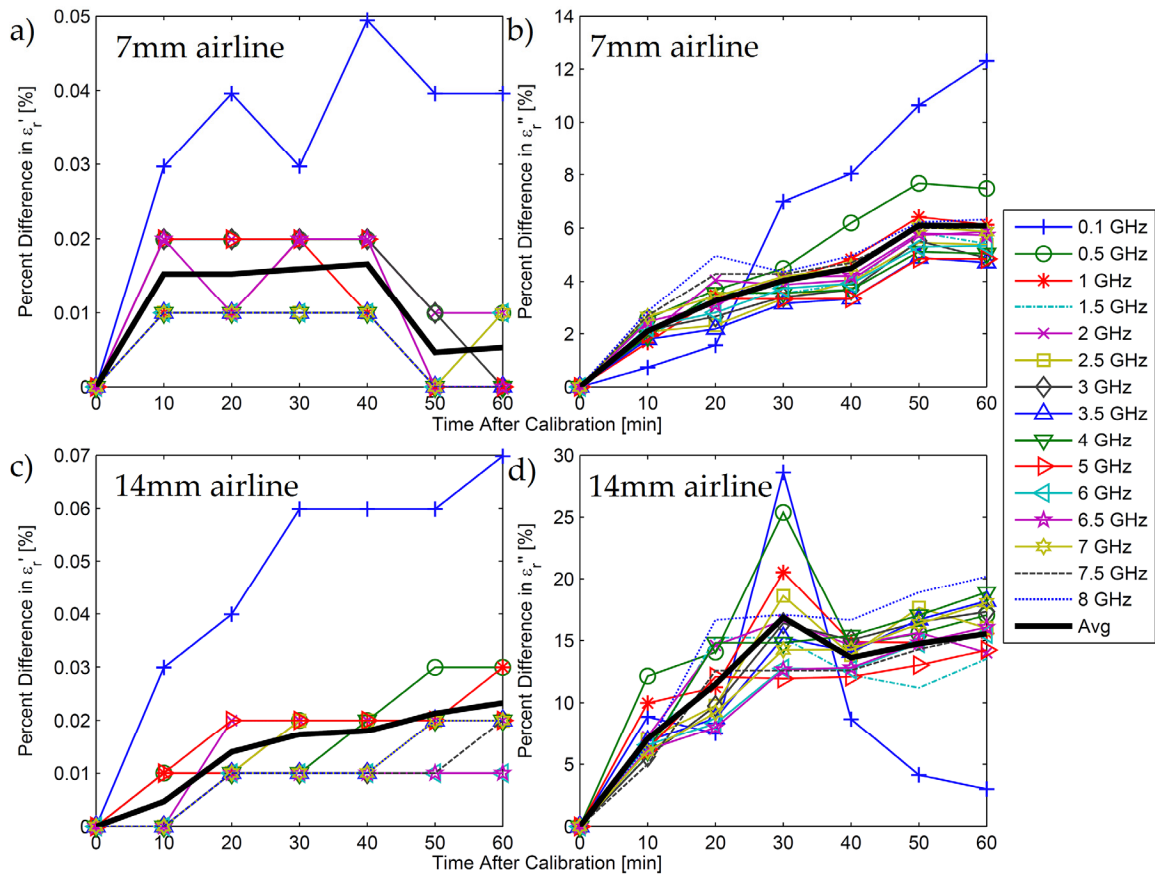 a)
7mm airline
Percent Difference in εr' [%]
0.05
0.04
0.03
0.02
0.01
0
0 10 20 30 40 50 60
Time After Calibration [min]
b)
7mm airline
Percent Difference in εr" [%]
14
12
10
8
6
4
2
0
0 10 20 30 40 50 60
c)
14mm airline
Percent Difference in εr' [%]
0.07
0.06
0.05
0.04
0.03
0.02
0.01
0
0 10 20 30 40 50 60
Time After Calibration [min]
d)
14mm airline
Percent Difference in εr" [%]
30
25
20
15
10
5
0
0 10 20 30 40 50 60
0.1 GHz
0.5 GHz
1 GHz
1.5 GHz
2 GHz
2.5 GHz
3 GHz
3.5 GHz
4 GHz
5 GHz
6 GHz
6.5 GHz
7 GHz
7.5 GHz
8 GHz
Avg